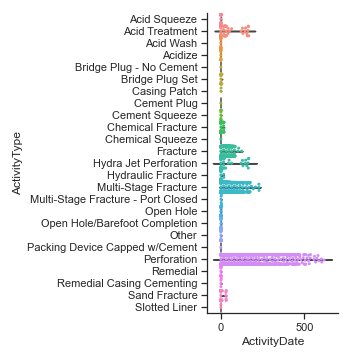 Acid Squeeze
Acid Treatment
Acid Wash
Acidize
Bridge Plug - No Cement
Bridge Plug Set
Casing Patch
Cement Plug
Cement Squeeze
Chemical Fracture
Chemical Squeeze
Fracture
Hydra Jet Perforation
Hydraulic Fracture
Multi-Stage Fracture
Multi-Stage Fracture - Port Closed
Open Hole
Open Hole/Barefoot Completion
Other
Packing Device Capped w/Cement
Perforation
Remedial
Remedial Casing Cementing
Sand Fracture
Slotted Liner
ActivityType
0 500
ActivityDate